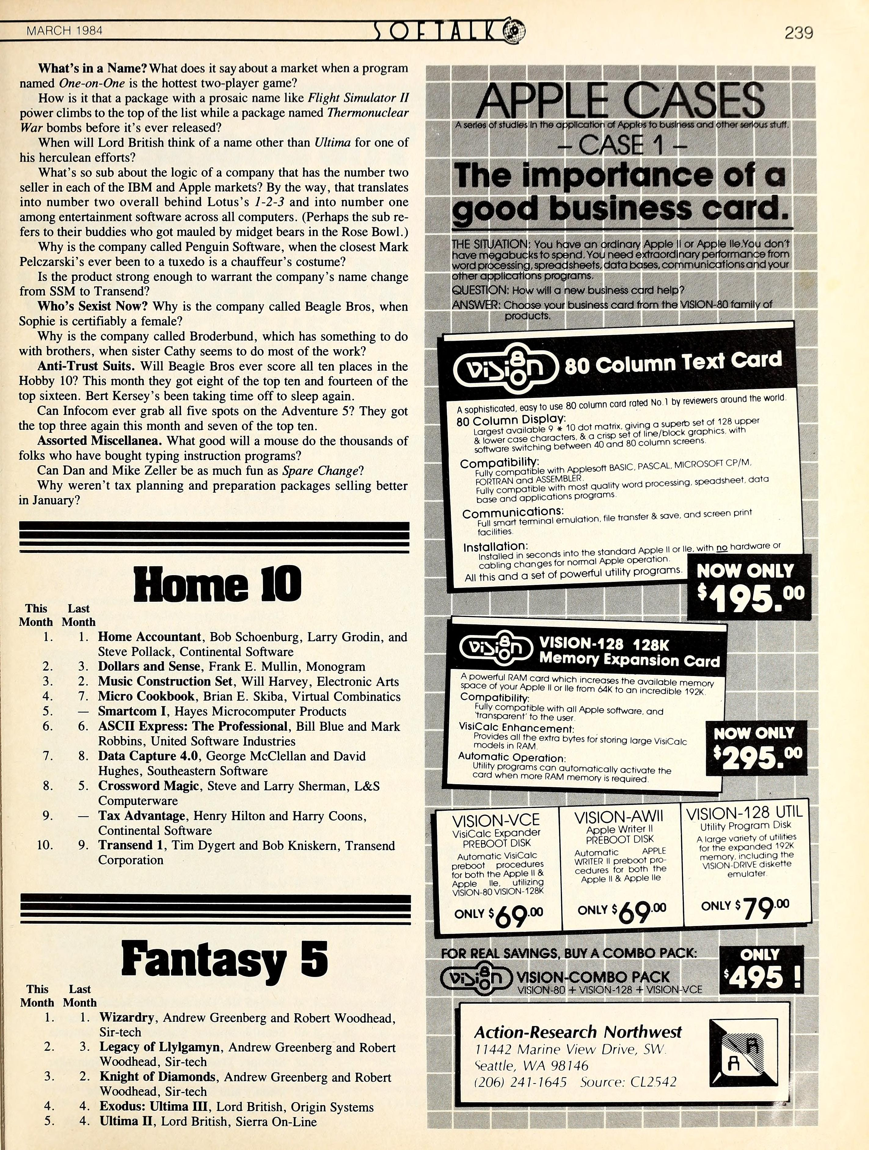 MARCH 1984
SOFTALK
239
What's in a Name? What does it say about a market when a program
named One-on-One is the hottest two-player game?
How is it that a package with a prosaic name like Flight Simulator II
power climbs to the top of the list while a package named Thermonuclear
War bombs before it's ever released?
When will Lord British think of a name other than Ultima for one of
his herculean efforts?
What's so sub about the logic of a company that has the number two
seller in each of the IBM and Apple markets? By the way, that translates
into number two overall behind Lotus's 1-2-3 and into number one
among entertainment software across all computers. (Perhaps the sub re-
fers to their buddies who got mauled by midget bears in the Rose Bowl.)
Why is the company called Penguin Software, when the closest Mark
Pelczarski's ever been to a tuxedo is a chauffeur's costume?
Is the product strong enough to warrant the company's name change
from SSM to Transend?
Who's Sexist Now? Why is the company called Beagle Bros, when
Sophie is certifiably a female?
Why is the company called Broderbund, which has something to do
with brothers, when sister Cathy seems to do most of the work?
Anti-Trust Suits. Will Beagle Bros ever score all ten places in the
Hobby 10? This month they got eight of the top ten and fourteen of the
top sixteen. Bert Kersey's been taking time off to sleep again.
Can Infocom ever grab all five spots on the Adventure 5? They got
the top three again this month and seven of the top ten.
Assorted Miscellanea. What good will a mouse do the thousands of
folks who have bought typing instruction programs?
Can Dan and Mike Zeller be as much fun as Spare Change?
Why weren't tax planning and preparation packages selling better
in January?
Home 10
This Last
Month Month
1. 1. Home Accountant, Bob Schoenburg, Larry Grodin, and
Steve Pollack, Continental Software
2. 3. Dollars and Sense, Frank E. Mullin, Monogram
3. 2. Music Construction Set, Will Harvey, Electronic Arts
4. 7. Micro Cookbook, Brian E. Skiba, Virtual Combinatics
5. — Smartcom I, Hayes Microcomputer Products
6. 6. ASCII Express: The Professional, Bill Blue and Mark
Robbins, United Software Industries
7. 8. Data Capture 4.0, George McClellan and David
Hughes, Southeastern Software
8. 5. Crossword Magic, Steve and Larry Sherman, L&S
Computerware
9. — Tax Advantage, Henry Hilton and Harry Coons,
Continental Software
10. 9. Transend 1, Tim Dygert and Bob Kniskern, Transend
Corporation
Fantasy 5
This Last
Month Month
1. 1. Wizardry, Andrew Greenberg and Robert Woodhead,
Sir-tech
2. 3. Legacy of Llylgamyn, Andrew Greenberg and Robert
Woodhead, Sir-tech
3. 2. Knight of Diamonds, Andrew Greenberg and Robert
Woodhead, Sir-tech
4. 4. Exodus: Ultima III, Lord British, Origin Systems
5. 4. Ultima II, Lord British, Sierra On-Line
APPLE CASES
A series of studies in the application of Apples to business and other serious stuff.
– CASE 1 –
The importance of a
good business card.
THE SITUATION: You have an ordinary Apple II or Apple IIe.You don't
have megabucks to spend. You need extraordinary performance from
word processing, spreadsheets, data bases, communications and your
other applications programs.
QUESTION: How will a new business card help?
ANSWER: Choose your business card from the VISION-80 family of
products.
ViSiON 80 80 Column Text Card
A sophisticated, easy to use 80 column card rated No.1 by reviewers around the world.
80 Column Display:
Largest available 9 * 10 dot matrix, giving a superb set of 128 upper
& lower case characters, & a crisp set of line/block graphics, with
software switching between 40 and 80 column screens.
Compatibility:
Fully compatible with Applesoft BASIC, PASCAL, MICROSOFT CP/M,
FORTRAN and ASSEMBLER.
Fully compatible with most quality word processing, speadsheet, data
base and applications programs.
Communications:
Full smart terminal emulation, file transfer & save, and screen print
facilities.
Installation:
Installed in seconds into the standard Apple II or IIe, with no hardware or
cabling changes for normal Apple operation.
All this and a set of powerful utility programs.
NOW ONLY
$195.00
ViSiON 80 VISION-128 128K
Memory Expansion Card
A powerful RAM card which increases the available memory
space of your Apple II or IIe from 64K to an incredible 192K.
Compatibility:
Fully compatible with all Apple software, and
'transparent' to the user.
VisiCalc Enhancement:
Provides all the extra bytes for storing large VisiCalc
models in RAM.
Automatic Operation:
Utility programs can automatically activate the
card when more RAM memory is required.
NOW ONLY
$295.00
VISION-VCE
VisiCalc Expander
PREBOOT DISK
Automatic VisiCalc
preboot procedures
for both the Apple II &
Apple IIe, utilizing
VISION-80 VISION-128K
ONLY $69.00
VISION-AWII
Apple Writer II
PREBOOT DISK
Automatic APPLE
WRITER II preboot pro-
cedures for both the
Apple II & Apple IIe
ONLY $69.00
VISION-128 UTIL
Utility Program Disk
A large variety of utilities
for the expanded 192K
memory, including the
VISION-DRIVE diskette
emulater.
ONLY $79.00
FOR REAL SAVINGS, BUY A COMBO PACK:
ViSiON 80 VISION-COMBO PACK
VISION-80 + VISION-128 + VISION-VCE
ONLY
$495!
Action-Research Northwest
11442 Marine View Drive, SW
Seattle, WA 98146
(206) 241-1645 Source: CL2542
A R